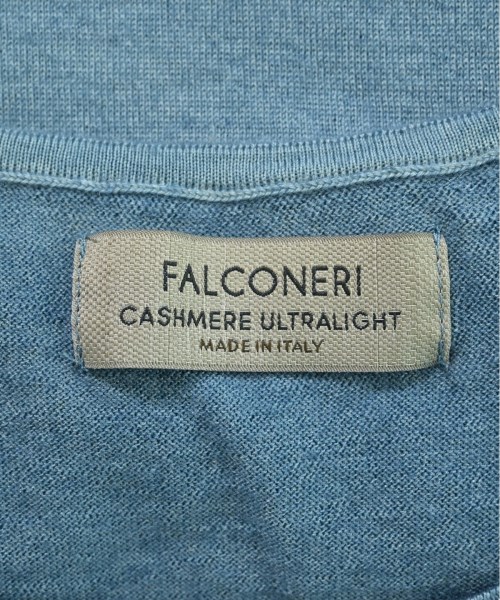 FALCONERI
CASHMERE ULTRALIGHT
MADE IN ITALY